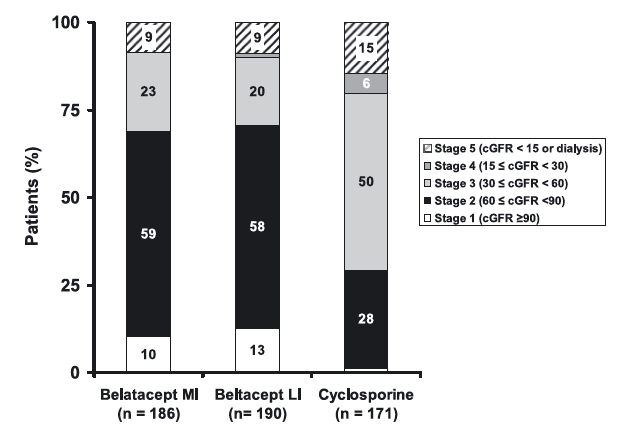 100
75
50
25
0
Patients (%)
9
23
59
10
9
20
58
13
15
6
50
28
Belatacept MI
(n = 186)
Beltacept LI
(n= 190)
Cyclosporine
(n = 171)
Stage 5 (cGFR < 15 or dialysis)
Stage 4 (15 ≤ cGFR < 30)
Stage 3 (30 ≤ cGFR < 60)
Stage 2 (60 ≤ cGFR <90)
Stage 1 (cGFR ≥90)